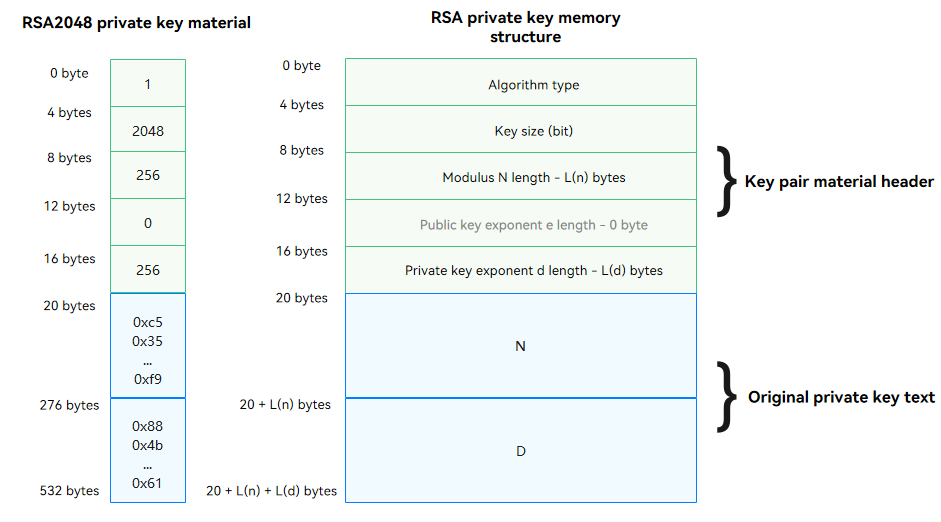 RSA2048 private key material
0 byte
1
4 bytes
2048
8 bytes
256
12 bytes
0
16 bytes
256
20 bytes
0xc5
0x35
...
0xf9
276 bytes
0x88
0x4b
...
0x61
532 bytes
RSA private key memory
structure
0 byte
Algorithm type
4 bytes
Key size (bit)
8 bytes
Modulus N length - L(n) bytes
12 bytes
Public key exponent e length - 0 byte
16 bytes
Private key exponent d length - L(d) bytes
20 bytes
N
20 + L(n) bytes
D
20 + L(n) + L(d) bytes
Key pair material header
Original private key text